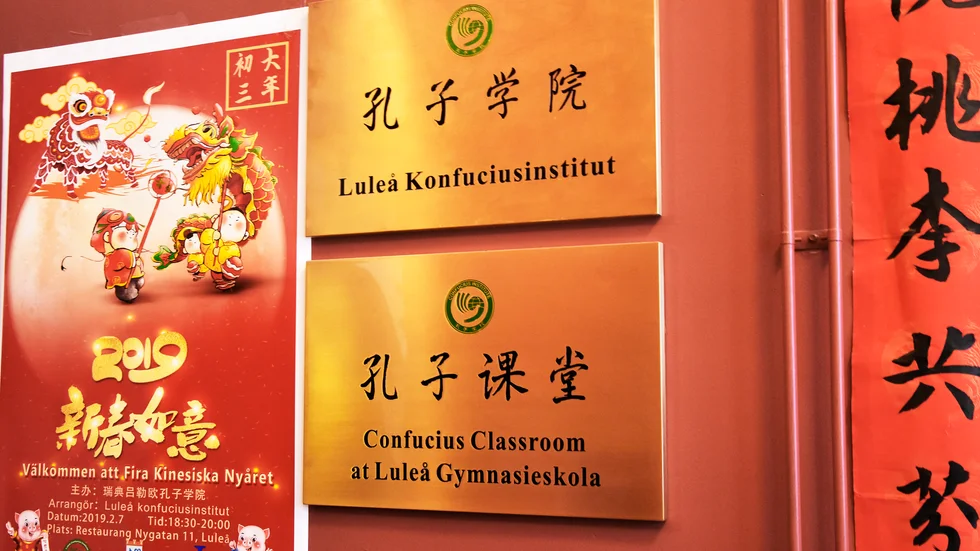 大年
初三
2019
新春如意
Välkommen att Fira Kinesiska Nyåret
主办：瑞典吕勒欧孔子学院
Arrangör: Luleå konfuciusinstitut
Datum:2019.2.7 Tid:18:30-20:00
Plats: Restaurang Nygatan 11, Luleå
孔子学院
Luleå Konfuciusinstitut
孔子课堂
Confucius Classroom
at Luleå Gymnasieskola
桃
李
共
芬